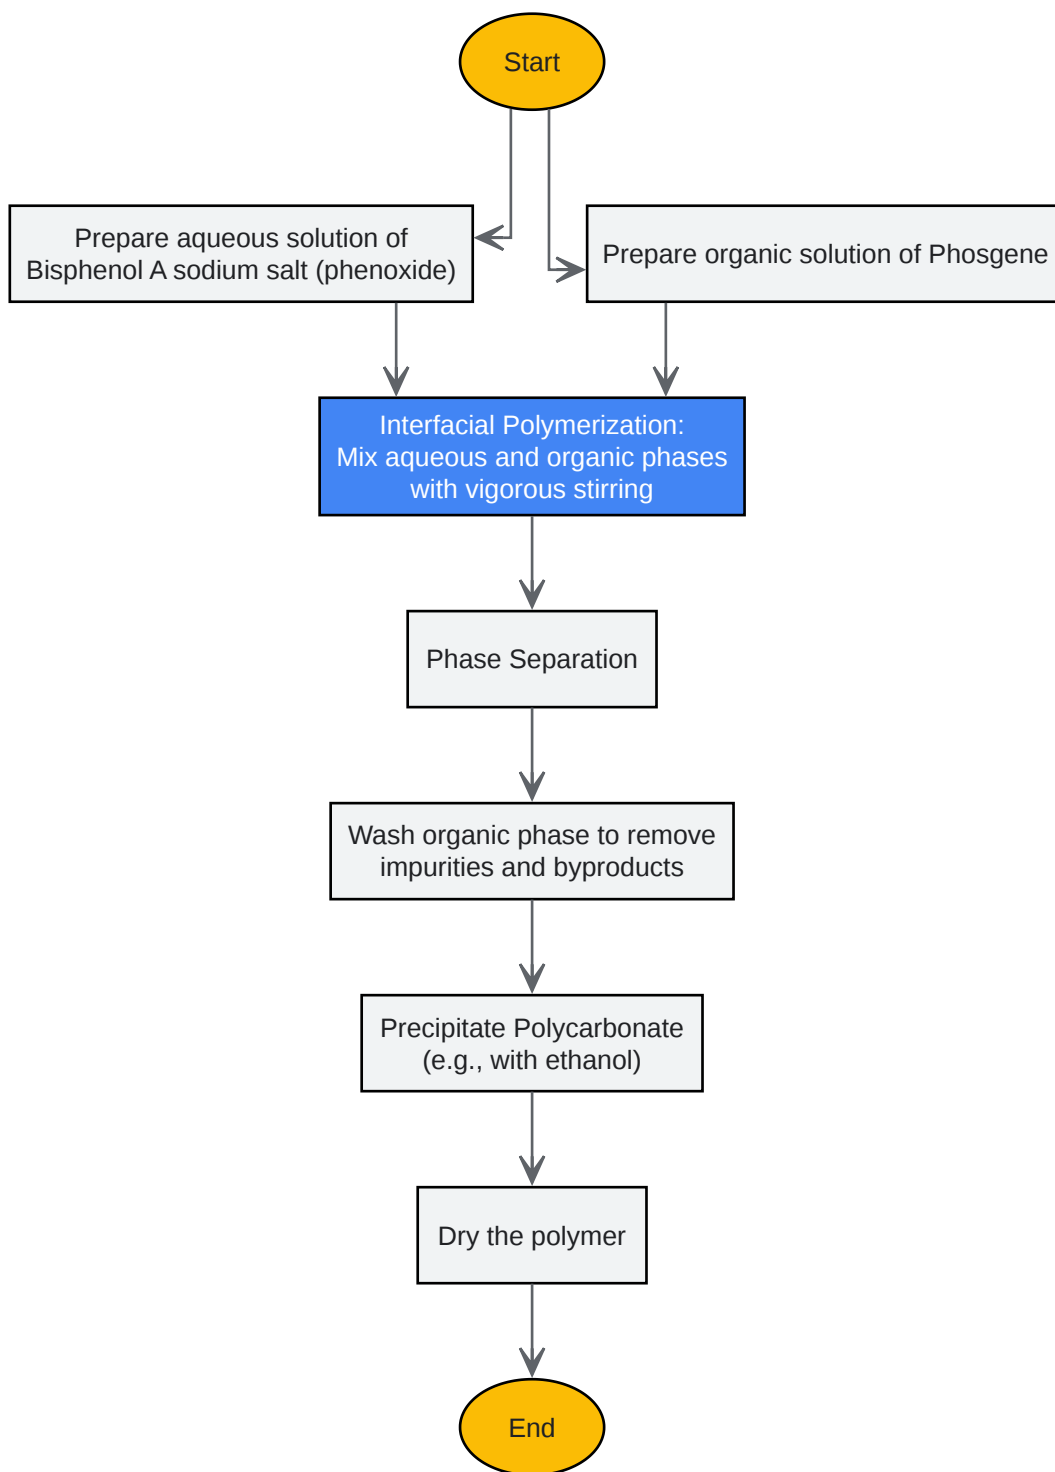 Start
Prepare aqueous solution of
Bisphenol A sodium salt (phenoxide)
Prepare organic solution of Phosgene
Interfacial Polymerization:
Mix aqueous and organic phases
with vigorous stirring
Phase Separation
Wash organic phase to remove
impurities and byproducts
Precipitate Polycarbonate
(e.g., with ethanol)
Dry the polymer
End